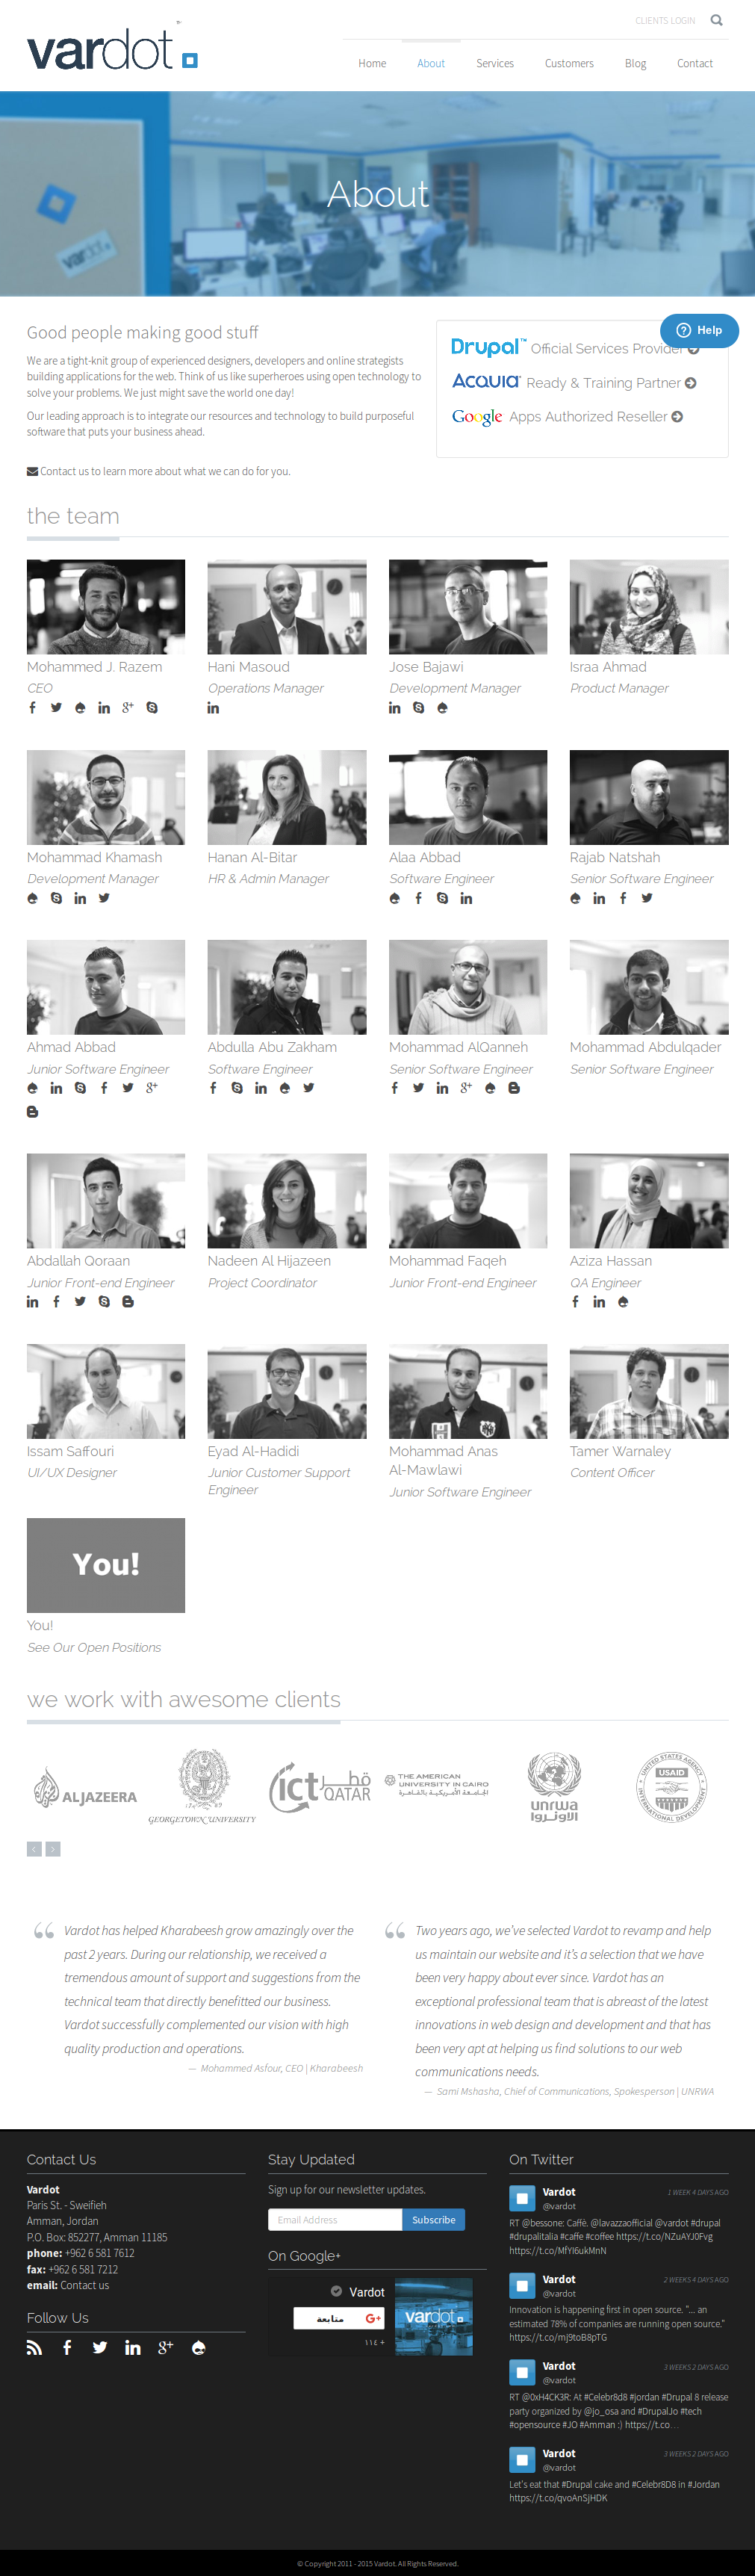 CLIENTS LOGIN
vardot
Home About Services Customers Blog Contact
About
vardot
Good people making good stuff
We are a tight-knit group of experienced designers, developers and online strategists
building applications for the web. Think of us like superheroes using open technology to
solve your problems. We just might save the world one day!
Our leading approach is to integrate our resources and technology to build purposeful
software that puts your business ahead.
Contact us to learn more about what we can do for you.
Help
Drupal™ Official Services Provider
Acquia Ready & Training Partner
Google Apps Authorized Reseller
the team
Mohammed J. Razem
CEO
Hani Masoud
Operations Manager
Jose Bajawi
Development Manager
Israa Ahmad
Product Manager
Mohammad Khamash
Development Manager
Hanan Al-Bitar
HR & Admin Manager
Alaa Abbad
Software Engineer
Rajab Natshah
Senior Software Engineer
Ahmad Abbad
Junior Software Engineer
Abdulla Abu Zakham
Software Engineer
Mohammad AlQanneh
Senior Software Engineer
Mohammad Abdulqader
Senior Software Engineer
Abdallah Qoraan
Junior Front-end Engineer
Nadeen Al Hijazeen
Project Coordinator
Mohammad Faqeh
Junior Front-end Engineer
Aziza Hassan
QA Engineer
Issam Saffouri
UI/UX Designer
Eyad Al-Hadidi
Junior Customer Support
Engineer
Mohammad Anas
Al-Mawlawi
Junior Software Engineer
Tamer Warnaley
Content Officer
You!
You!
See Our Open Positions
we work with awesome clients
ALJAZEERA
GEORGETOWN UNIVERSITY
ictQATAR قطر
THE AMERICAN
UNIVERSITY IN CAIRO
الجامعة الأمريكية بالقاهرة
unrwa
الأونروا
UNITED STATES AGENCY
USAID
INTERNATIONAL DEVELOPMENT
Vardot has helped Kharabeesh grow amazingly over the
past 2 years. During our relationship, we received a
tremendous amount of support and suggestions from the
technical team that directly benefitted our business.
Vardot successfully complemented our vision with high
quality production and operations.
— Mohammed Asfour, CEO | Kharabeesh
Two years ago, we've selected Vardot to revamp and help
us maintain our website and it's a selection that we have
been very happy about ever since. Vardot has an
exceptional professional team that is abreast of the latest
innovations in web design and development and that has
been very apt at helping us find solutions to our web
communications needs.
— Sami Mshasha, Chief of Communications, Spokesperson | UNRWA
Contact Us
Vardot
Paris St. - Sweifieh
Amman, Jordan
P.O. Box: 852277, Amman 11185
phone: +962 6 581 7612
fax: +962 6 581 7212
email: Contact us
Follow Us
Stay Updated
Sign up for our newsletter updates.
Email Address Subscribe
On Google+
Vardot
متابعة G+
+ ١١٤
vardot
On Twitter
Vardot 1 WEEK 4 DAYS AGO
@vardot
RT @bessone: Caffè. @lavazzaofficial @vardot #drupal
#drupalitalia #caffe #coffee https://t.co/NZuAYJ0Fvg
https://t.co/MfYl6ukMnN
Vardot 2 WEEKS 4 DAYS AGO
@vardot
Innovation is happening first in open source. "... an
estimated 78% of companies are running open source."
https://t.co/mj9toB8pTG
Vardot 3 WEEKS 2 DAYS AGO
@vardot
RT @0xH4CK3R: At #Celebr8d8 #jordan #Drupal 8 release
party organized by @jo_osa and #DrupalJo #tech
#opensource #JO #Amman :) https://t.co…
Vardot 3 WEEKS 2 DAYS AGO
@vardot
Let's eat that #Drupal cake and #Celebr8D8 in #Jordan
https://t.co/qvoAnSjHDK
© Copyright 2011 - 2015 Vardot. All Rights Reserved.